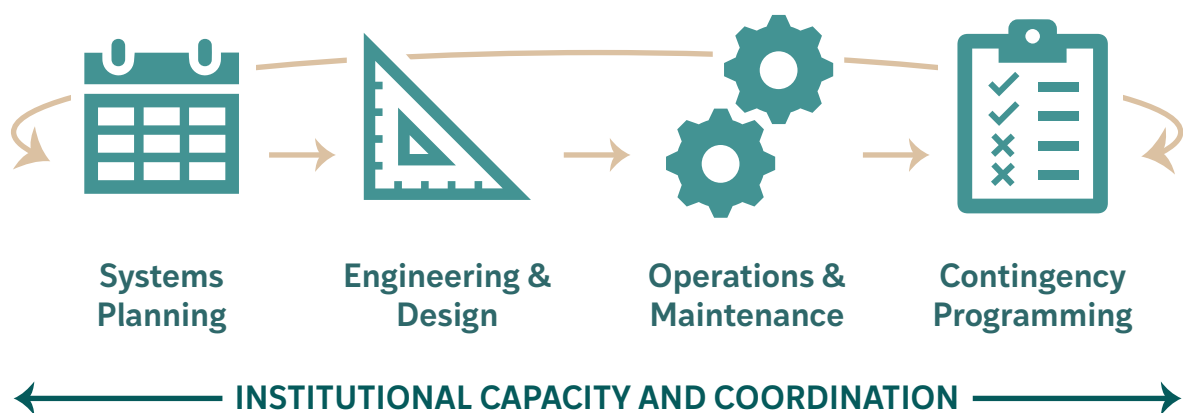 Systems
Planning
Engineering &
Design
Operations &
Maintenance
Contingency
Programming
INSTITUTIONAL CAPACITY AND COORDINATION